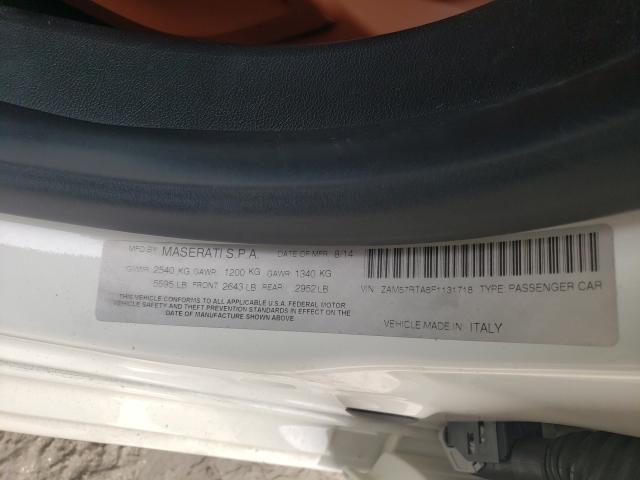 MFD BY: MASERATI S.P.A. DATE OF MFR 8/14
GVWR: 2540 KG GAWR: 1200 KG GAWR: 1340 KG
5595 LB FRONT 2643 LB REAR: 2952 LB
THIS VEHICLE CONFORMS TO ALL APPLICABLE U.S.A. FEDERAL MOTOR
VEHICLE SAFETY AND THEFT PREVENTION STANDARDS IN EFFECT ON THE
DATE OF MANUFACTURE SHOWN ABOVE
VIN: ZAM57RTA8F1131718 TYPE: PASSENGER CAR
VEHICLE MADE IN: ITALY